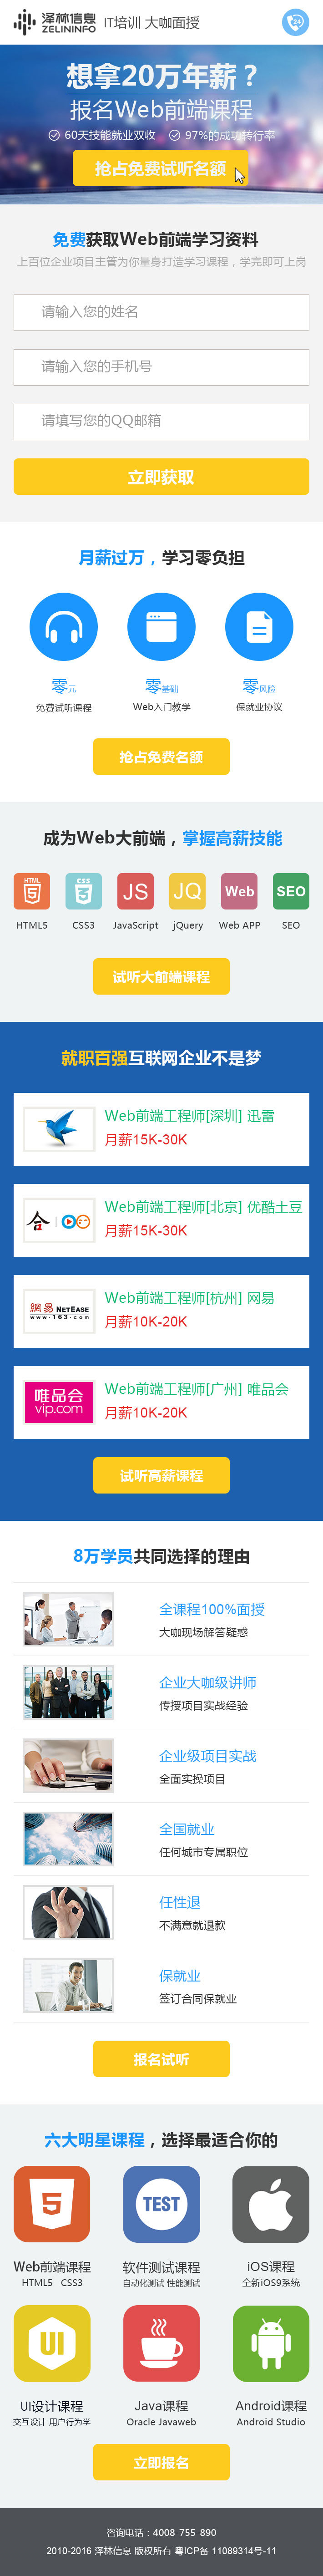 泽林信息
ZELININFO
IT培训 大咖面授
24
想拿20万年薪？
报名Web前端课程
60天技能就业双收 97%的成功转行率
抢占免费试听名额
免费获取Web前端学习资料
上百位企业项目主管为你量身打造学习课程，学完即可上岗
请输入您的姓名
请输入您的手机号
请填写您的QQ邮箱
立即获取
月薪过万，学习零负担
零元 零基础 零风险
免费试听课程 Web入门教学 保就业协议
抢占免费名额
成为Web大前端，掌握高薪技能
HTML 5 CSS 3 JS JQ Web SEO
HTML5 CSS3 JavaScript jQuery Web APP SEO
试听大前端课程
就职百强互联网企业不是梦
Web前端工程师[深圳] 迅雷
月薪15K-30K
合
Web前端工程师[北京] 优酷土豆
月薪15K-30K
網易 NETEASE
www.163.com
Web前端工程师[杭州] 网易
月薪10K-20K
唯品会
vip.com
Web前端工程师[广州] 唯品会
月薪10K-20K
试听高薪课程
8万学员共同选择的理由
全课程100%面授
大咖现场解答疑惑
企业大咖级讲师
传授项目实战经验
企业级项目实战
全面实操项目
全国就业
任何城市专属职位
任性退
不满意就退款
保就业
签订合同保就业
报名试听
六大明星课程，选择最适合你的
5 TEST
Web前端课程 软件测试课程 iOS课程
HTML5 CSS3 自动化测试 性能测试 全新iOS9系统
UI
UI设计课程 Java课程 Android课程
交互设计 用户行为学 Oracle Javaweb Android Studio
立即报名
咨询电话：4008-755-890
2010-2016 泽林信息 版权所有 粤ICP备 11089314号-11